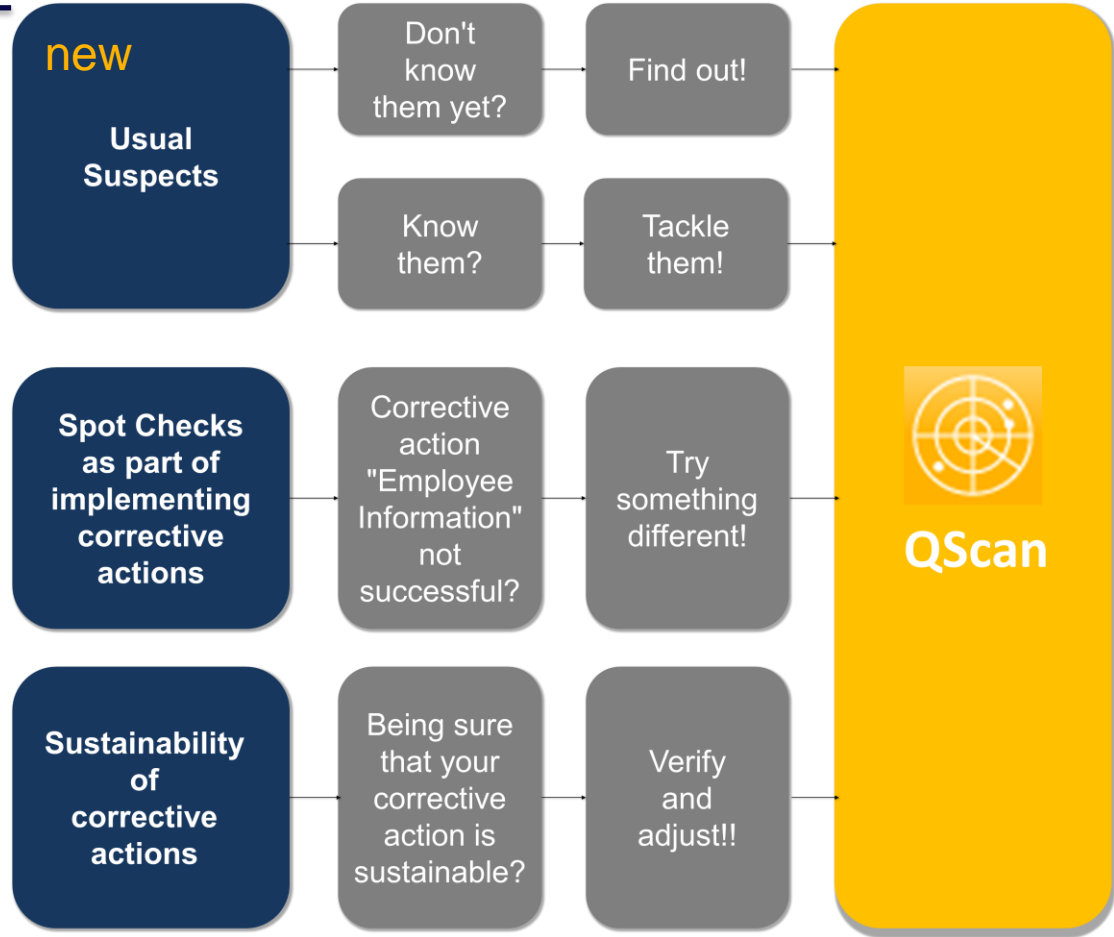 new
Usual
Suspects
Don't
know
them yet?
Find out!
Know
them?
Tackle
them!
Spot Checks
as part of
implementing
corrective
actions
Corrective
action
"Employee
Information"
not
successful?
Try
something
different!
Sustainability
of
corrective
actions
Being sure
that your
corrective
action is
sustainable?
Verify
and
adjust!!
QScan